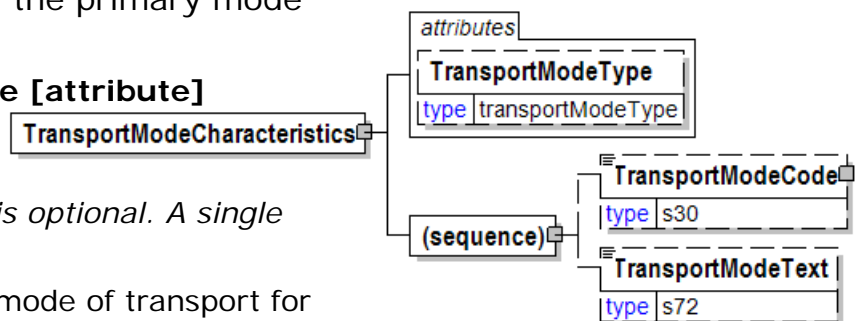 the primary mode
attributes
TransportModeType
type transportModeType
e [attribute]
TransportModeCharacteristics
TransportModeCode
type s30
is optional. A single
(sequence)
TransportModeText
type s72
mode of transport for